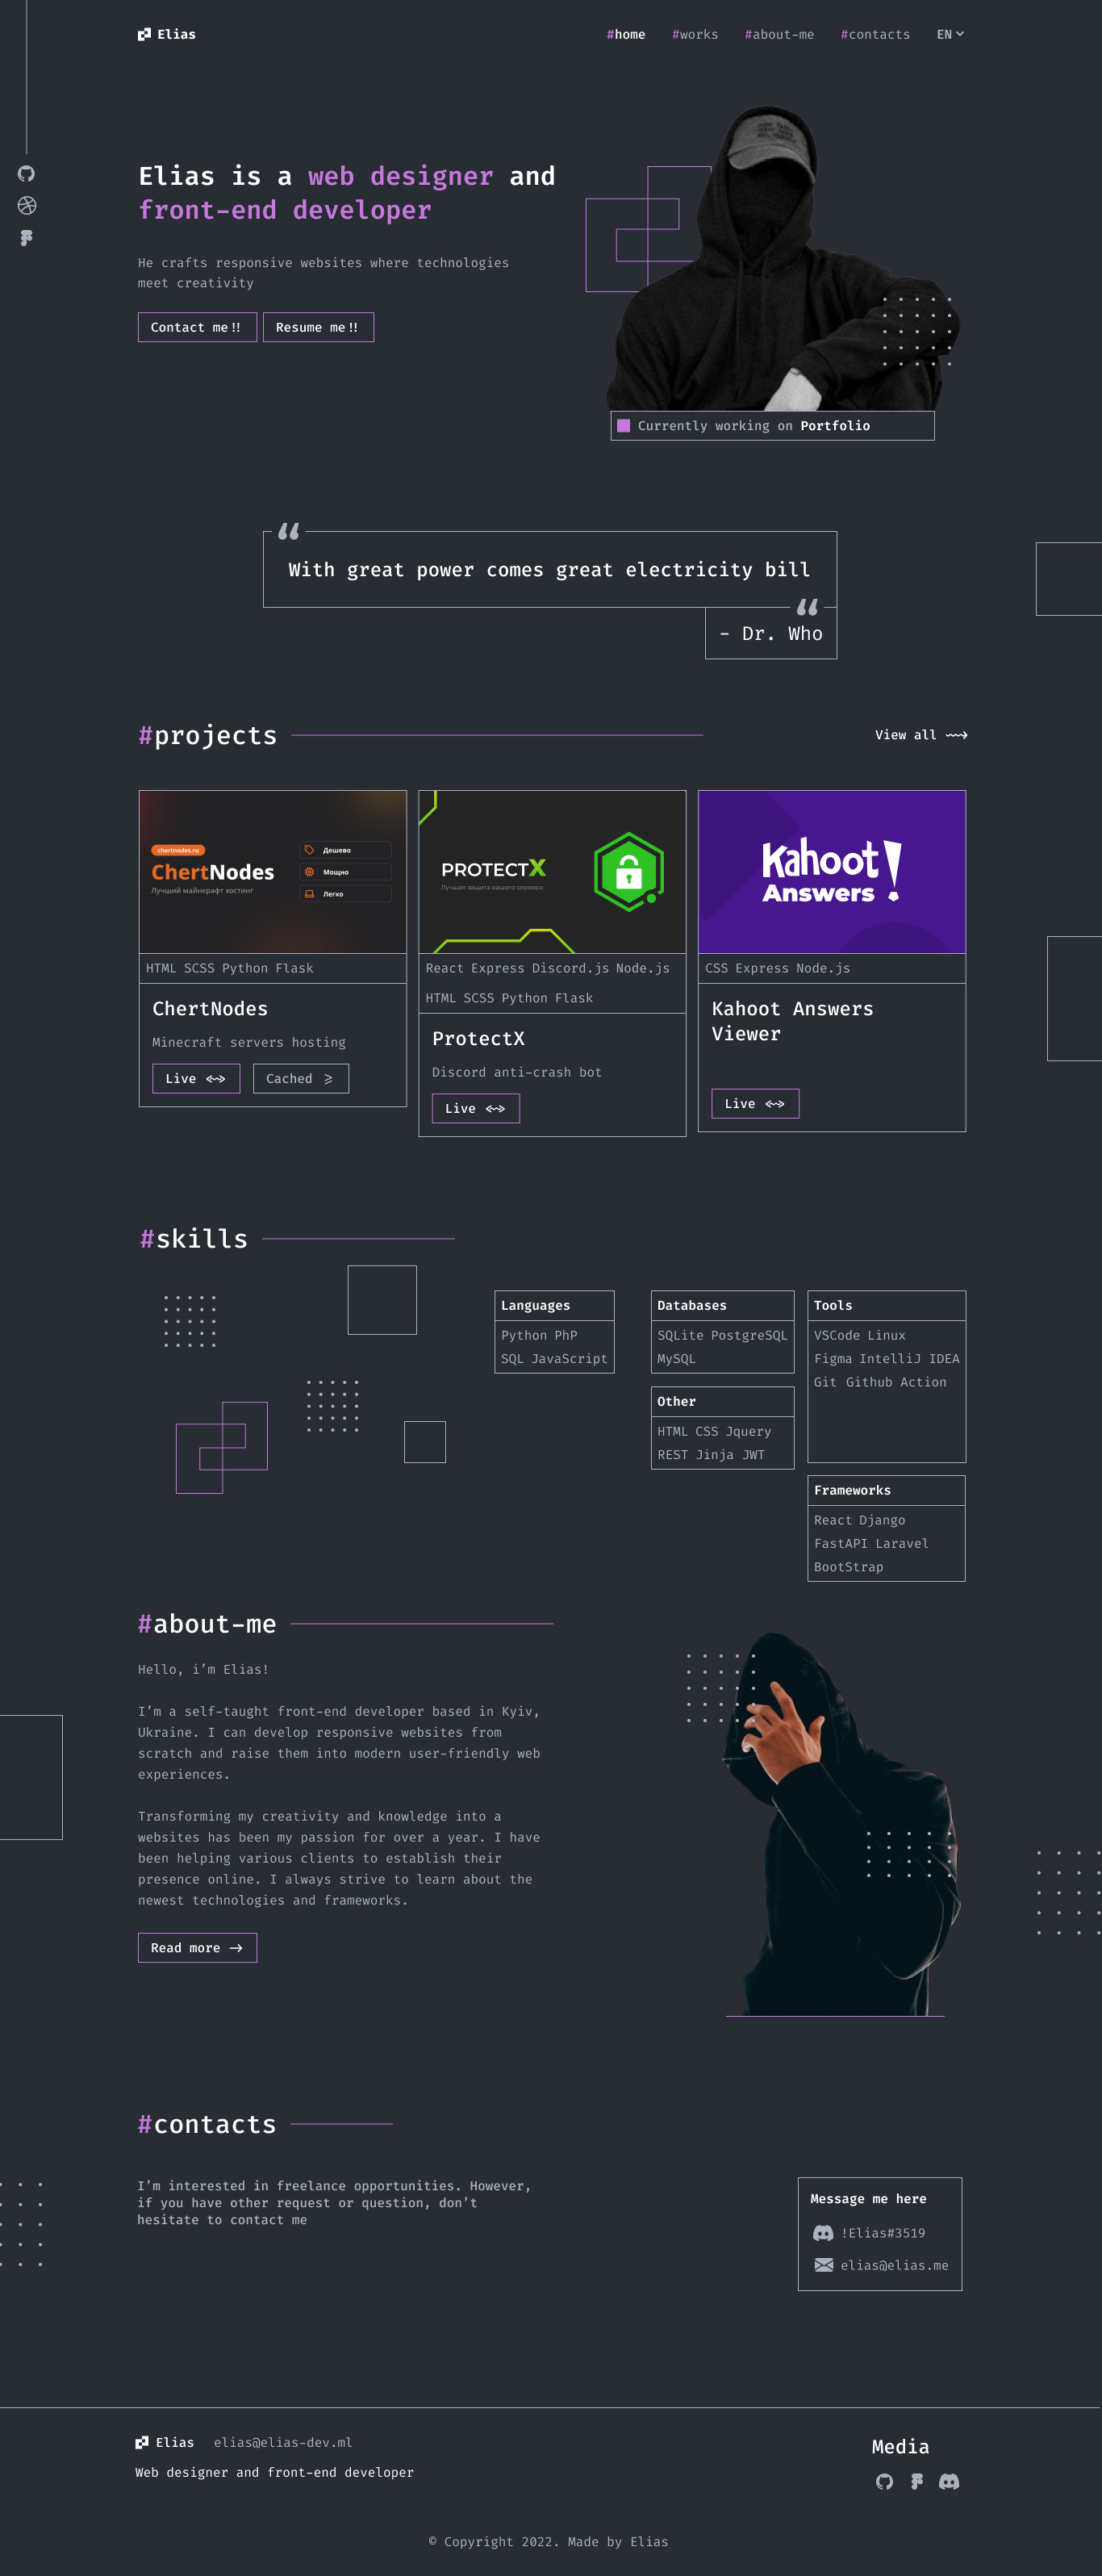 Elias
#home #works #about-me #contacts EN
Elias is a web designer and
front-end developer
He crafts responsive websites where technologies
meet creativity
Contact me!!
Resume me!!
Currently working on Portfolio
“
With great power comes great electricity bill
“
- Dr. Who
#projects
View all ~~>
chertnodes.ru
ChertNodes
Лучший майнкрафт хостинг
Дешево
Мощно
Легко
HTML SCSS Python Flask
ChertNodes
Minecraft servers hosting
Live <~>
Cached >=
PROTECTX
Лучшая защита вашего сервера
React Express Discord.js Node.js
HTML SCSS Python Flask
ProtectX
Discord anti-crash bot
Live <~>
Kahoot!
Answers
CSS Express Node.js
Kahoot Answers
Viewer
Live <~>
#skills
Languages
Python PhP
SQL JavaScript
Databases
SQLite PostgreSQL
MySQL
Other
HTML CSS Jquery
REST Jinja JWT
Tools
VSCode Linux
Figma IntelliJ IDEA
Git Github Action
Frameworks
React Django
FastAPI Laravel
BootStrap
#about-me
Hello, i’m Elias!
I’m a self-taught front-end developer based in Kyiv,
Ukraine. I can develop responsive websites from
scratch and raise them into modern user-friendly web
experiences.
Transforming my creativity and knowledge into a
websites has been my passion for over a year. I have
been helping various clients to establish their
presence online. I always strive to learn about the
newest technologies and frameworks.
Read more ->
#contacts
I’m interested in freelance opportunities. However,
if you have other request or question, don’t
hesitate to contact me
Message me here
!Elias#3519
elias@elias.me
Elias elias@elias-dev.ml
Web designer and front-end developer
Media
© Copyright 2022. Made by Elias